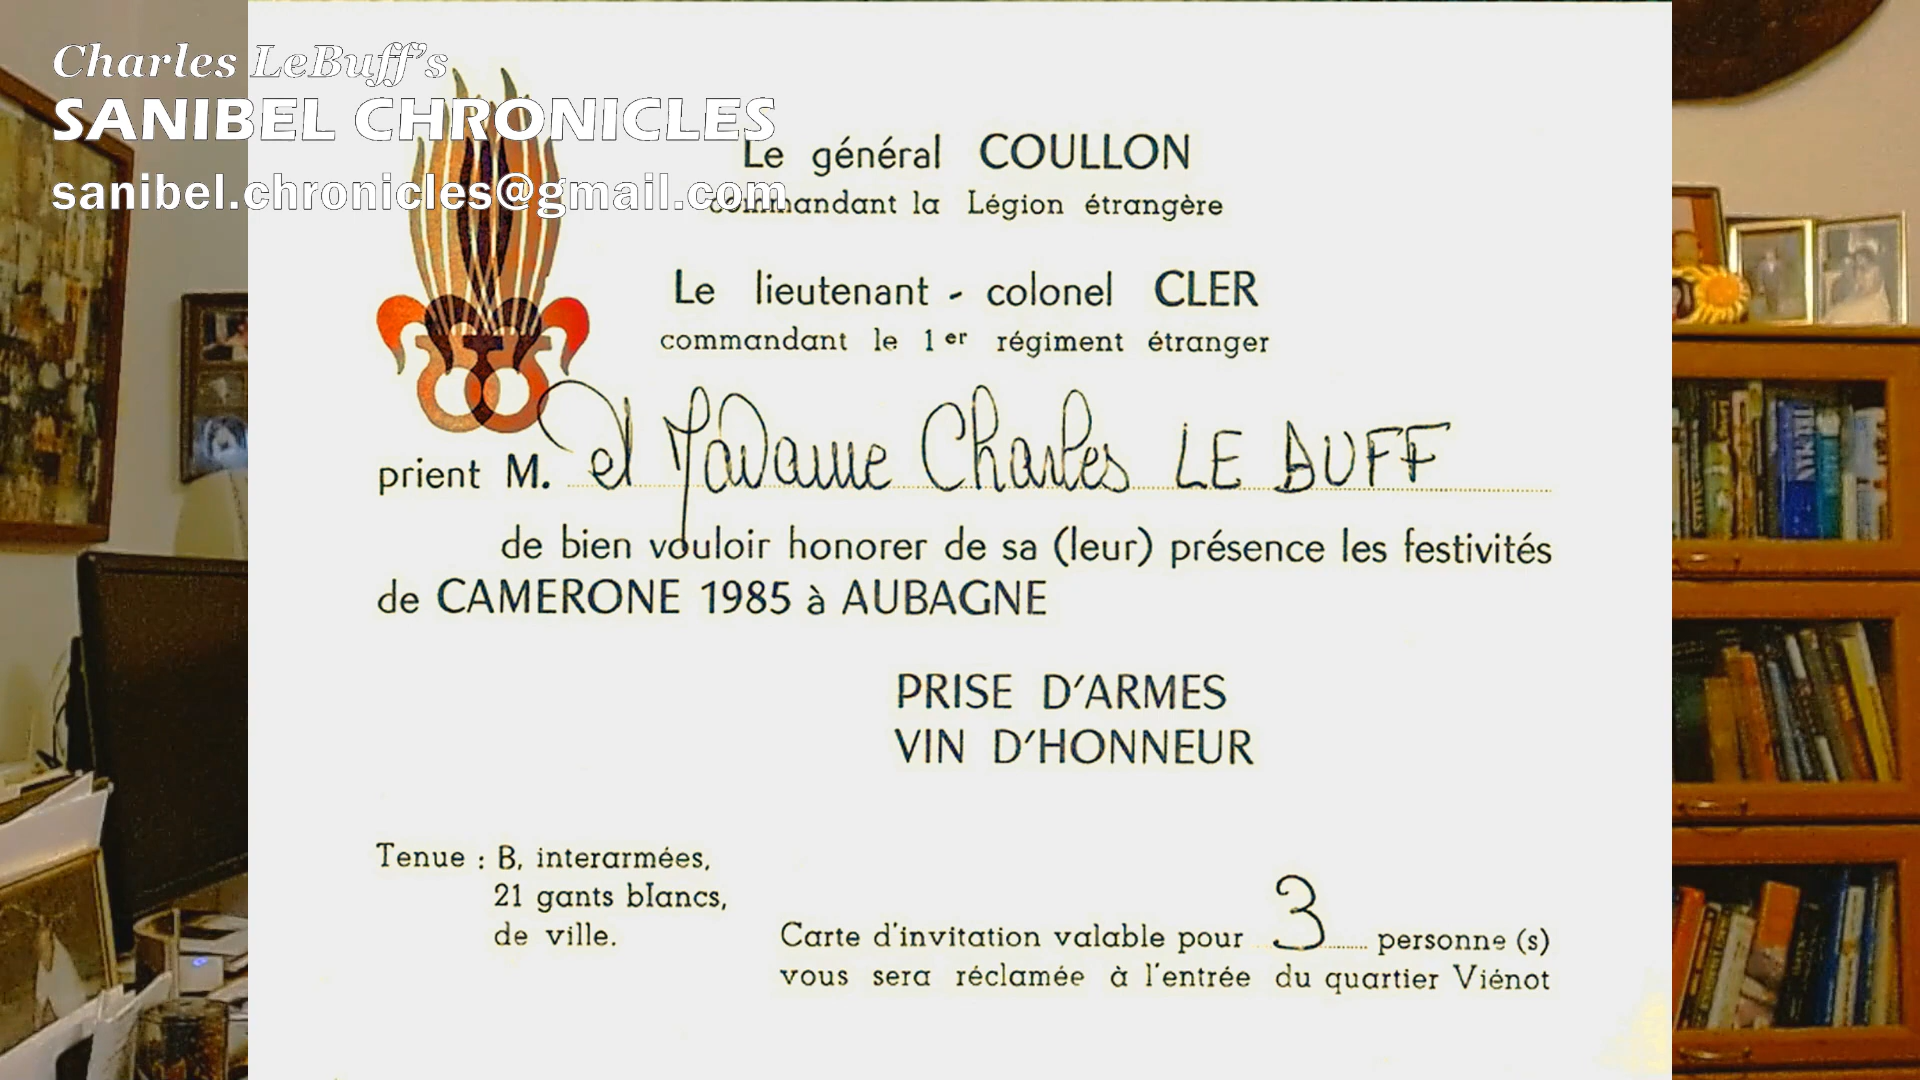 Charles LeBuff's
SANIBEL CHRONICLES
sanibel.chronicles@gmail.com
Le général COULLON
commandant la Légion étrangère
Le lieutenant - colonel CLER
commandant le 1er régiment étranger
prient M. et Madame Charles LE BUFF
de bien vouloir honorer de sa (leur) présence les festivités
de CAMERONE 1985 à AUBAGNE
PRISE D'ARMES
VIN D'HONNEUR
Tenue : B, interarmées,
21 gants blancs,
de ville.
Carte d'invitation valable pour 3 personne (s)
vous sera réclamée à l'entrée du quartier Viénot